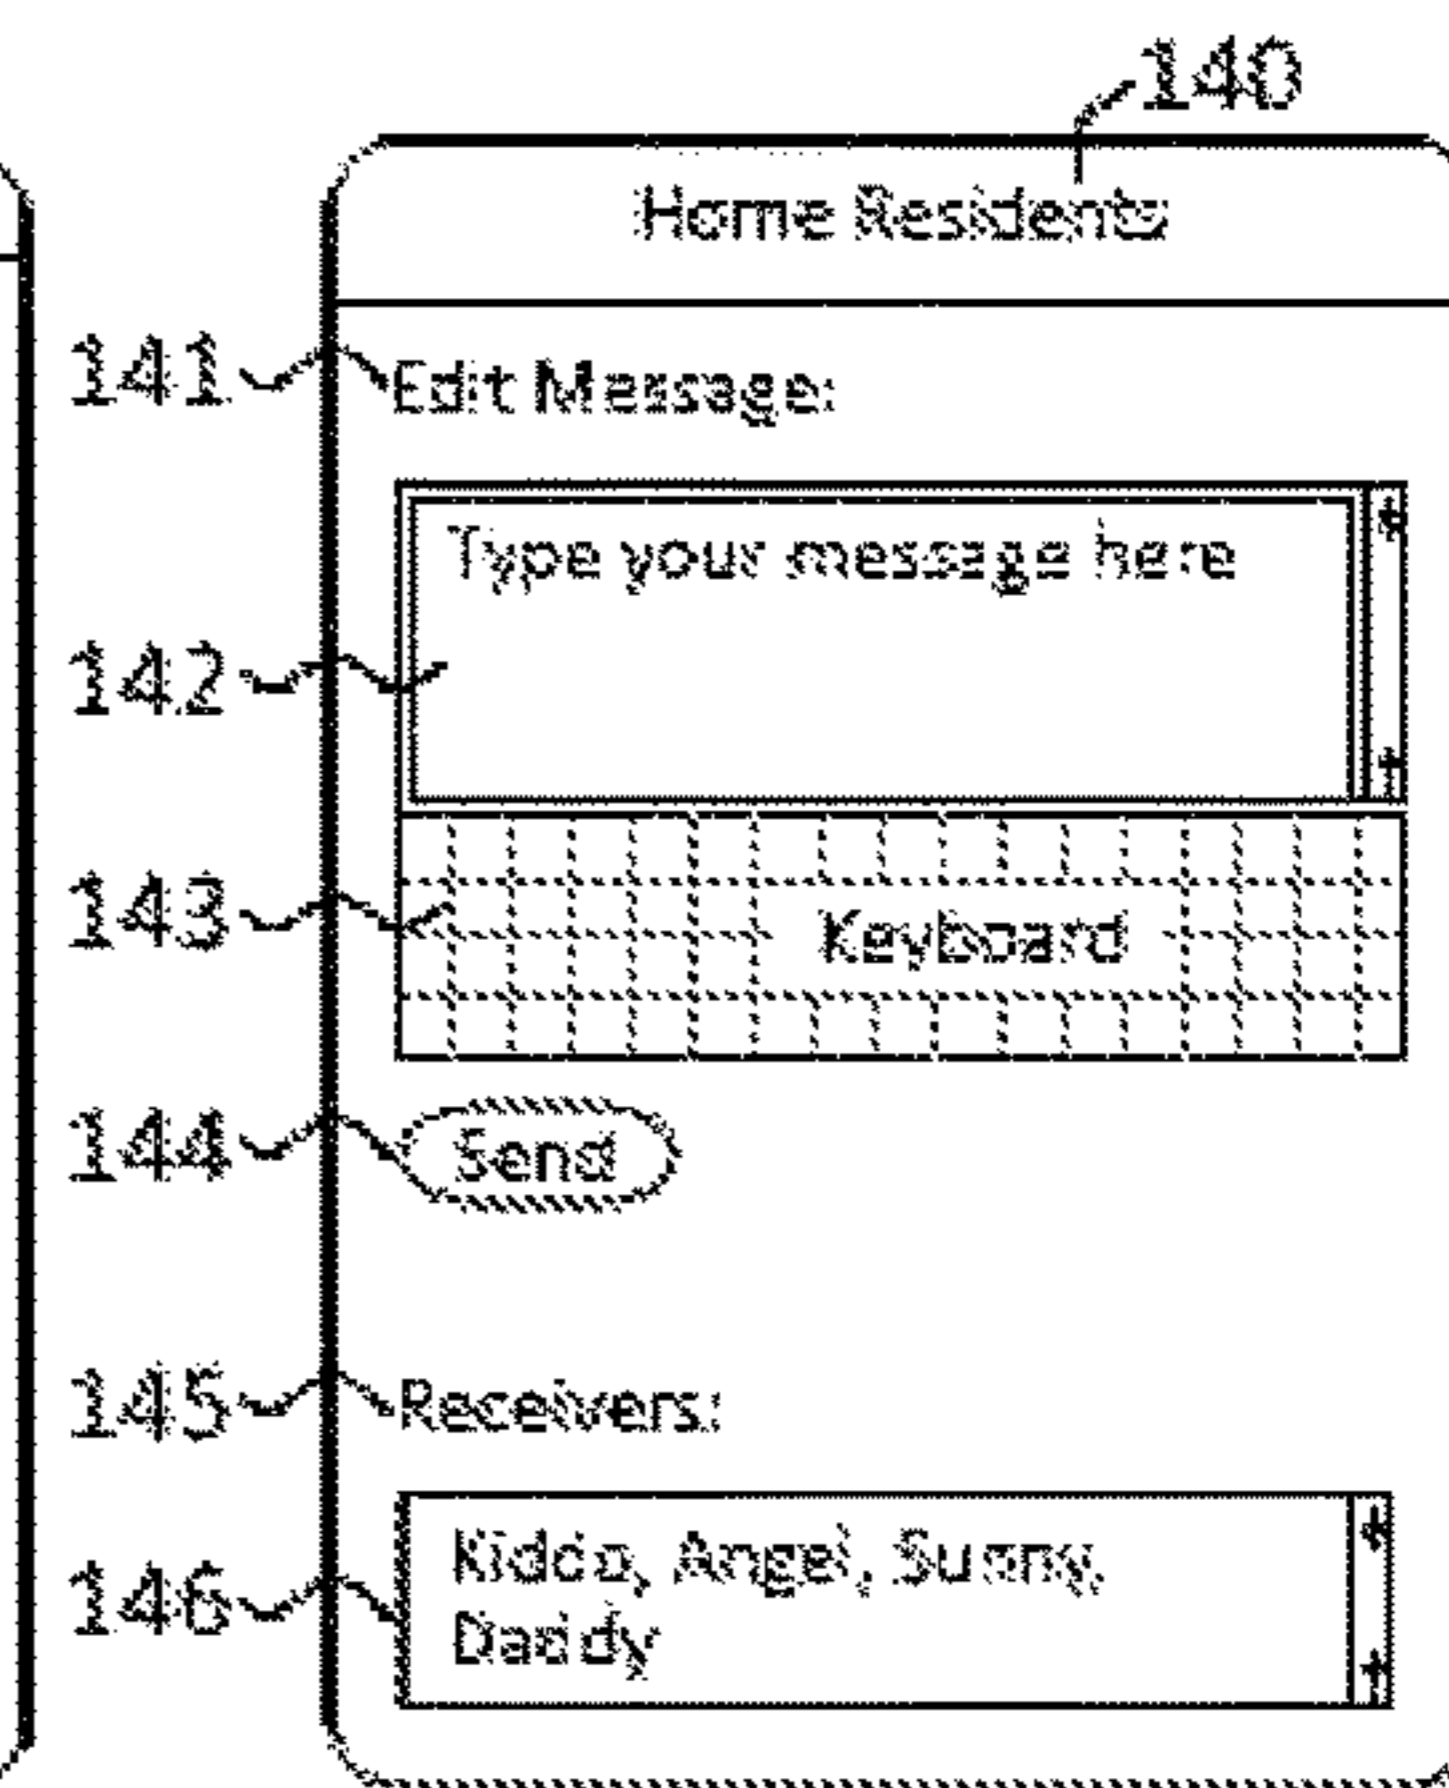 140
Home Residents
141 Edit Message:
Type your message here
142
143 Keyboard
144 Send
145 Receivers:
Kiddo, Angel, Sunny,
146
Daddy